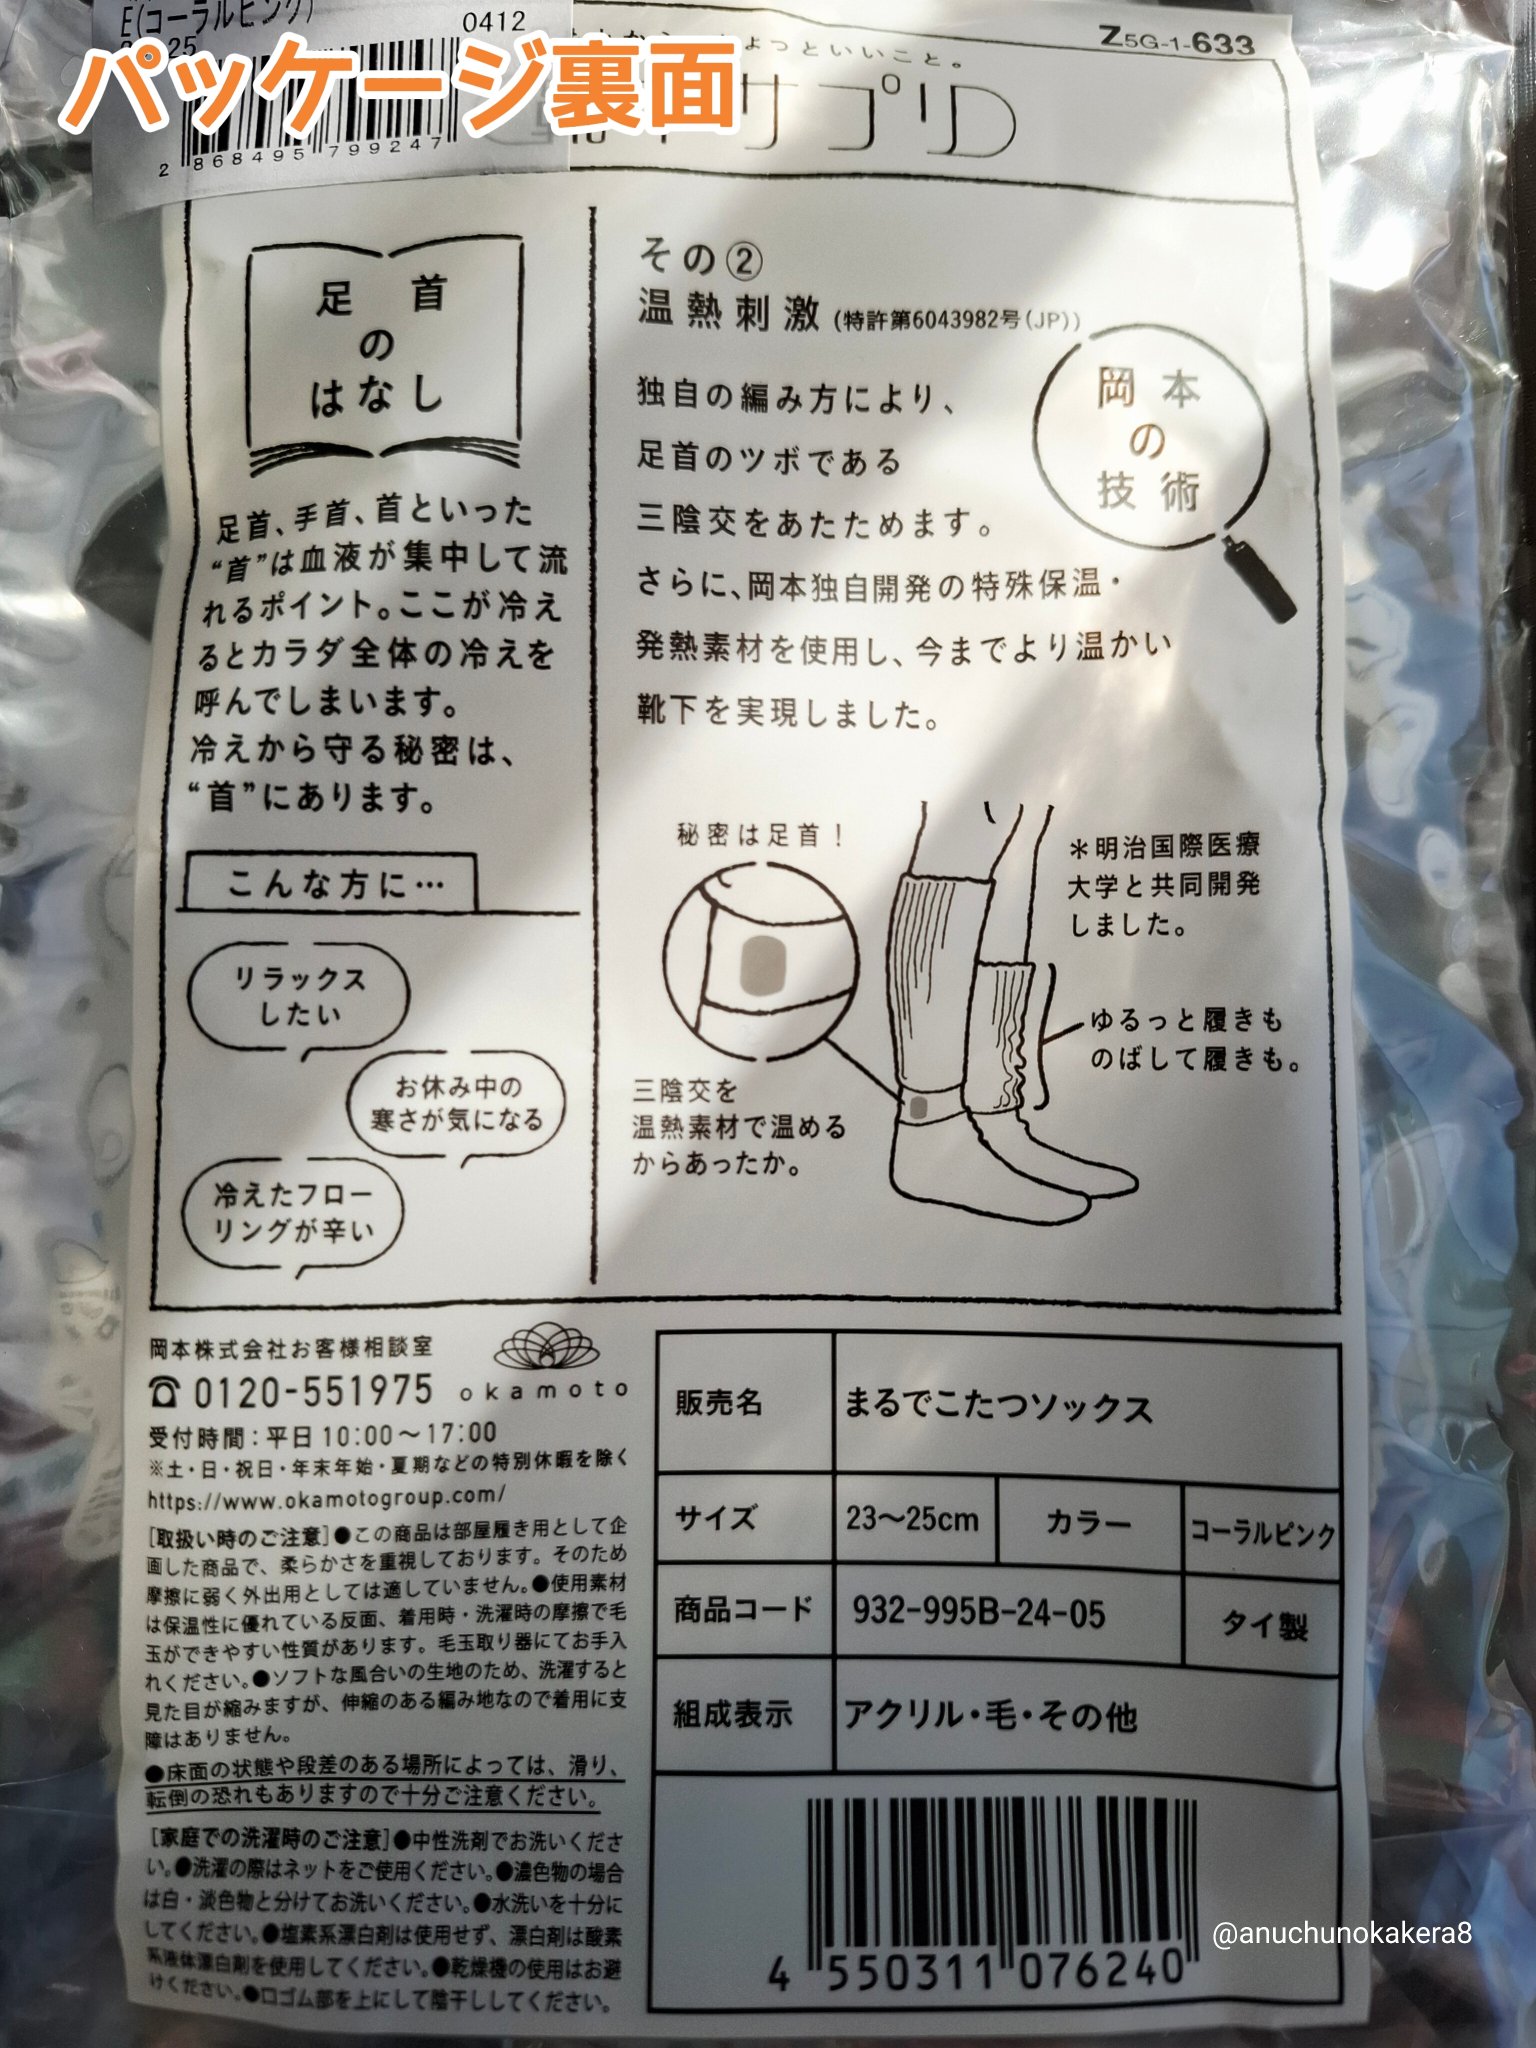 E(コーラルピンク)
0412
25
パッケージ裏面
2 868495 799247
Z5G-1-633
ょっといいこと。
サプリ
足首
の
はなし
足首、手首、首といった
“首”は血液が集中して流
れるポイント。ここが冷え
るとカラダ全体の冷えを
呼んでしまいます。
冷えから守る秘密は、
“首”にあります。
こんな方に…
リラックス
したい
お休み中の
寒さが気になる
冷えたフロー
リングが辛い
その②
温熱刺激 (特許第6043982号(JP))
岡本
の
技術
独自の編み方により、
足首のツボである
三陰交をあたためます。
さらに、岡本独自開発の特殊保温・
発熱素材を使用し、今までより温かい
靴下を実現しました。
秘密は足首!
三陰交を
温熱素材で温める
からあったか。
*明治国際医療
大学と共同開発
しました。
ゆるっと履きも
のばして履きも。
岡本株式会社お客様相談室
☎0120-551975
okamoto
受付時間:平日10:00〜17:00
※土・日・祝日・年末年始・夏期などの特別休暇を除く
https://www.okamotogroup.com/
[取扱い時のご注意]●この商品は部屋履き用として企
画した商品で、柔らかさを重視しております。そのため
摩擦に弱く外出用としては適していません。●使用素材
は保温性に優れている反面、着用時・洗濯時の摩擦で毛
玉ができやすい性質があります。毛玉取り器にてお手入
れください。●ソフトな風合いの生地のため、洗濯すると
見た目が縮みますが、伸縮のある編み地なので着用に支
障はありません。
●床面の状態や段差のある場所によっては、滑り、
転倒の恐れもありますので十分ご注意ください。
[家庭での洗濯時のご注意]●中性洗剤でお洗いくださ
い。●洗濯の際はネットをご使用ください。●濃色物の場合
は白・淡色物と分けてお洗いください。●水洗いを十分に
してください。●塩素系漂白剤は使用せず、漂白剤は酸素
系液体漂白剤を使用してください。●乾燥機の使用はお避
けください。●口ゴム部を上にして陰干ししてください。
販売名 まるでこたつソックス
サイズ 23〜25cm カラー コーラルピンク
商品コード 932-995B-24-05 タイ製
組成表示 アクリル・毛・その他
4 550311 076240
@anuchunokakera8